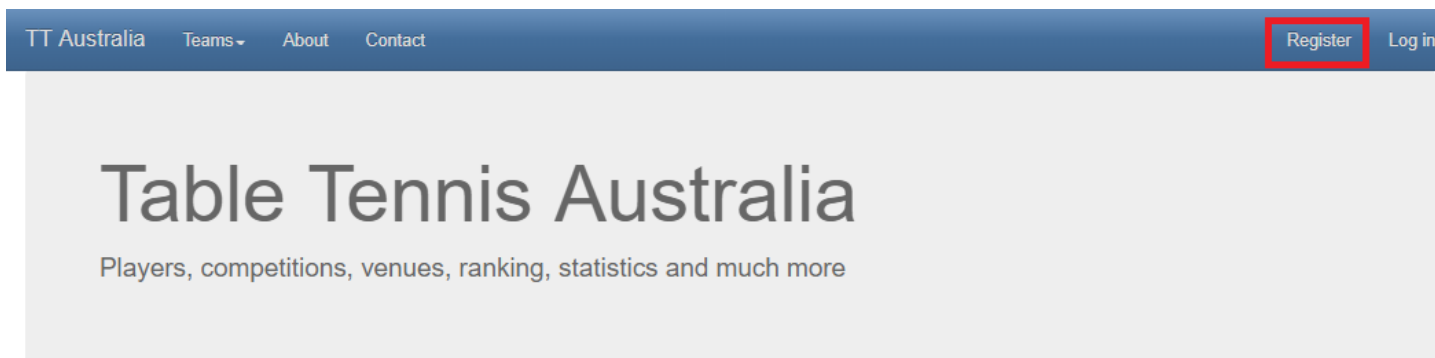 TT Australia Teams About Contact Register Log in
Table Tennis Australia
Players, competitions, venues, ranking, statistics and much more